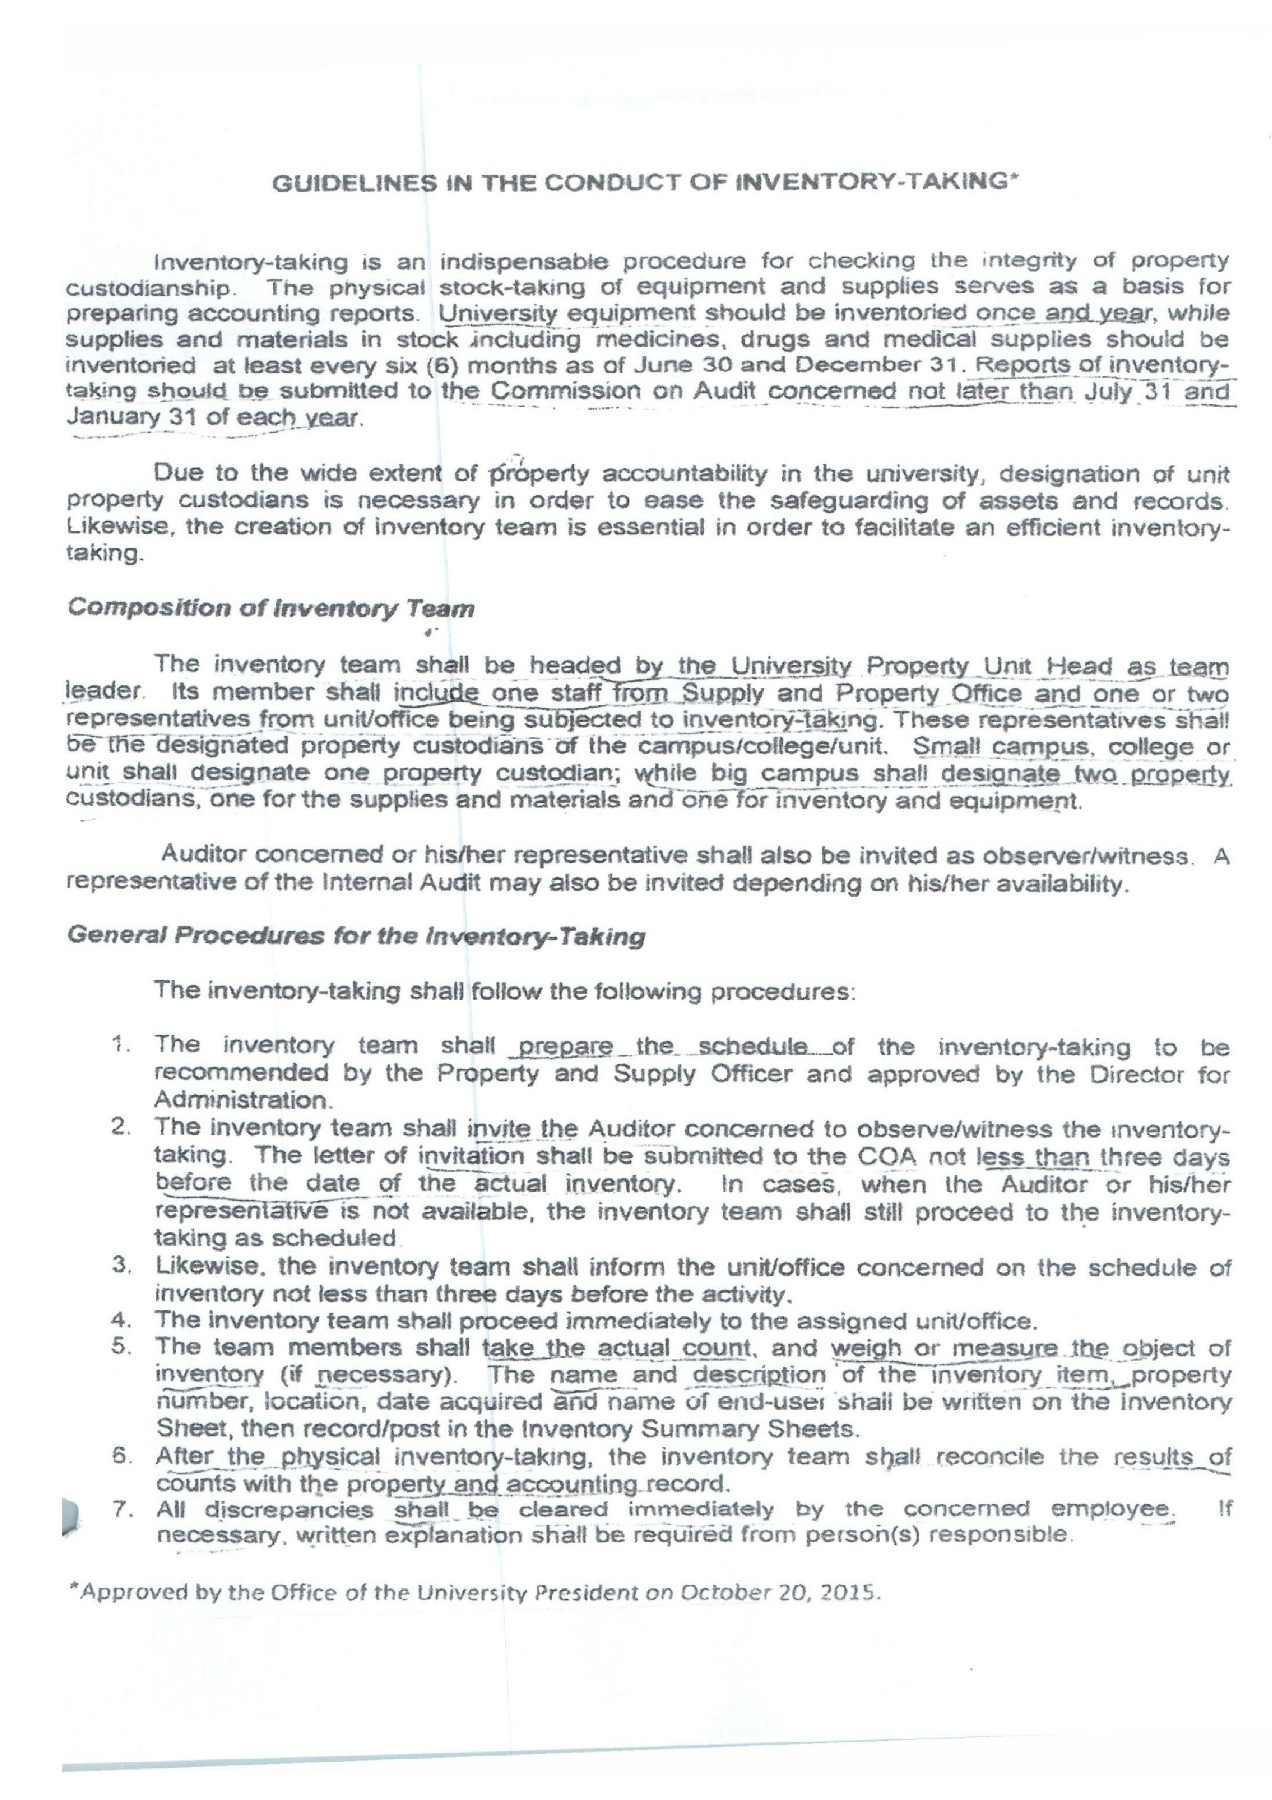 GUIDELINES IN THE CONDUCT OF INVENTORY-TAKING*
Inventory-taking is an indispensable procedure for checking the integrity of property
custodianship. The physical stock-taking of equipment and supplies serves as a basis for
preparing accounting reports. University equipment should be inventoried once and year, while
supplies and materials in stock including medicines, drugs and medical supplies should be
inventoried at least every six (6) months as of June 30 and December 31. Reports of inventory-
taking should be submitted to the Commission on Audit concerned not later than July 31 and
January 31 of each year.
Due to the wide extent of property accountability in the university, designation of unit
property custodians is necessary in order to ease the safeguarding of assets and records.
Likewise, the creation of inventory team is essential in order to facilitate an efficient inventory-
taking.
Composition of Inventory Team
The inventory team shall be headed by the University Property Unit Head as team
leader. Its member shall include one staff from Supply and Property Office and one or two
representatives from unit/office being subjected to inventory-taking. These representatives shall
be the designated property custodians of the campus/college/unit. Small campus, college or
unit shall designate one property custodian; while big campus shall designate two property
custodians, one for the supplies and materials and one for inventory and equipment.
Auditor concerned or his/her representative shall also be invited as observer/witness. A
representative of the Internal Audit may also be invited depending on his/her availability.
General Procedures for the Inventory-Taking
The inventory-taking shall follow the following procedures:
1. The inventory team shall prepare the schedule of the inventory-taking to be
recommended by the Property and Supply Officer and approved by the Director for
Administration.
2. The inventory team shall invite the Auditor concerned to observe/witness the inventory-
taking. The letter of invitation shall be submitted to the COA not less than three days
before the date of the actual inventory. In cases, when the Auditor or his/her
representative is not available, the inventory team shall still proceed to the inventory-
taking as scheduled.
3. Likewise, the inventory team shall inform the unit/office concerned on the schedule of
inventory not less than three days before the activity.
4. The inventory team shall proceed immediately to the assigned unit/office.
5. The team members shall take the actual count, and weigh or measure the object of
inventory (if necessary). The name and description of the inventory item, property
number, location, date acquired and name of end-user shall be written on the Inventory
Sheet, then record/post in the Inventory Summary Sheets.
6. After the physical inventory-taking, the inventory team shall reconcile the results of
counts with the property and accounting record.
7. All discrepancies shall be cleared immediately by the concerned employee. If
necessary, written explanation shall be required from person(s) responsible.
*Approved by the Office of the University President on October 20, 2015.